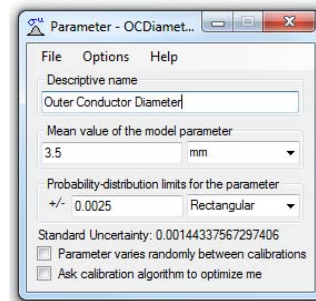 σᵘ Parameter - OCDiamet...
File Options Help
Descriptive name
Outer Conductor Diameter
Mean value of the model parameter
3.5 mm
Probability-distribution limits for the parameter
+/- 0.0025 Rectangular
Standard Uncertainty: 0.00144337567297406
Parameter varies randomly between calibrations
Ask calibration algorithm to optimize me